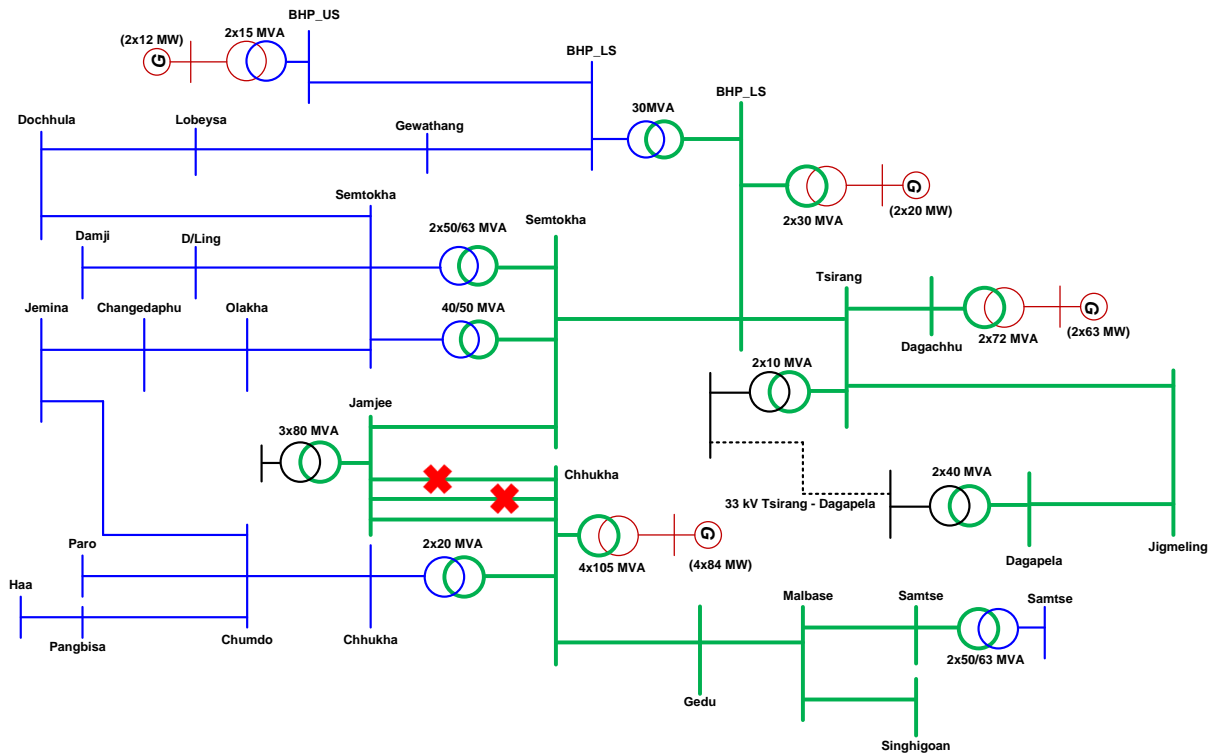 BHP_US
(2x12 MW)
2x15 MVA
G
BHP_LS
BHP_LS
30MVA
Dochhula
Lobeysa
Gewathang
Semtokha
G
2x30 MVA
(2x20 MW)
Damji
D/Ling
2x50/63 MVA
Semtokha
Tsirang
Jemina
Changedaphu
Olakha
40/50 MVA
G
Dagachhu
2x72 MVA
(2x63 MW)
2x10 MVA
Jamjee
3x80 MVA
Chhukha
2x40 MVA
33 kV Tsirang - Dagapela
G
Paro
2x20 MVA
4x105 MVA
(4x84 MW)
Dagapela
Jigmeling
Haa
Pangbisa
Chumdo
Chhukha
Malbase
Samtse
Samtse
2x50/63 MVA
Gedu
Singhigoan